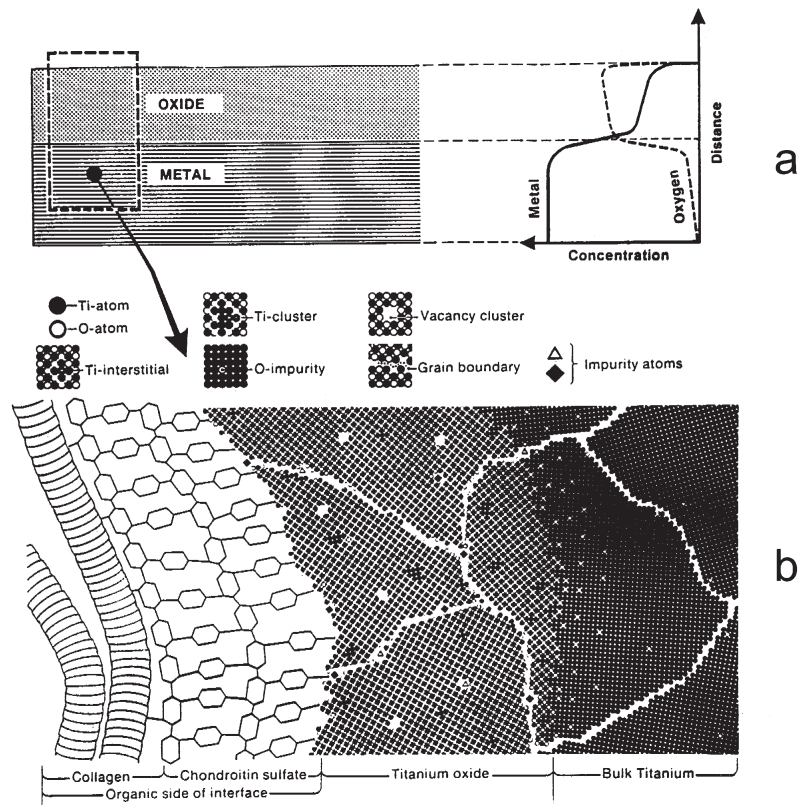 OXIDE
METAL
Metal
Oxygen
Distance
Concentration
a
Ti-atom
O-atom
Ti-cluster
Vacancy cluster
Ti-interstitial
O-impurity
Grain boundary
Impurity atoms
b
Collagen
Chondroitin sulfate
Titanium oxide
Bulk Titanium
Organic side of interface